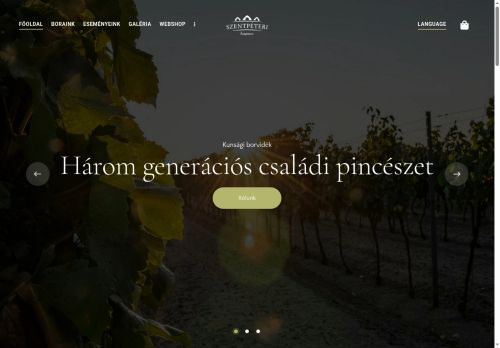 FŐOLDAL BORAINK ESEMÉNYEINK GALÉRIA WEBSHOP
SZENTPÉTERI
LANGUAGE
Kunsági borvidék
Három generációs családi pincészet
Rólunk